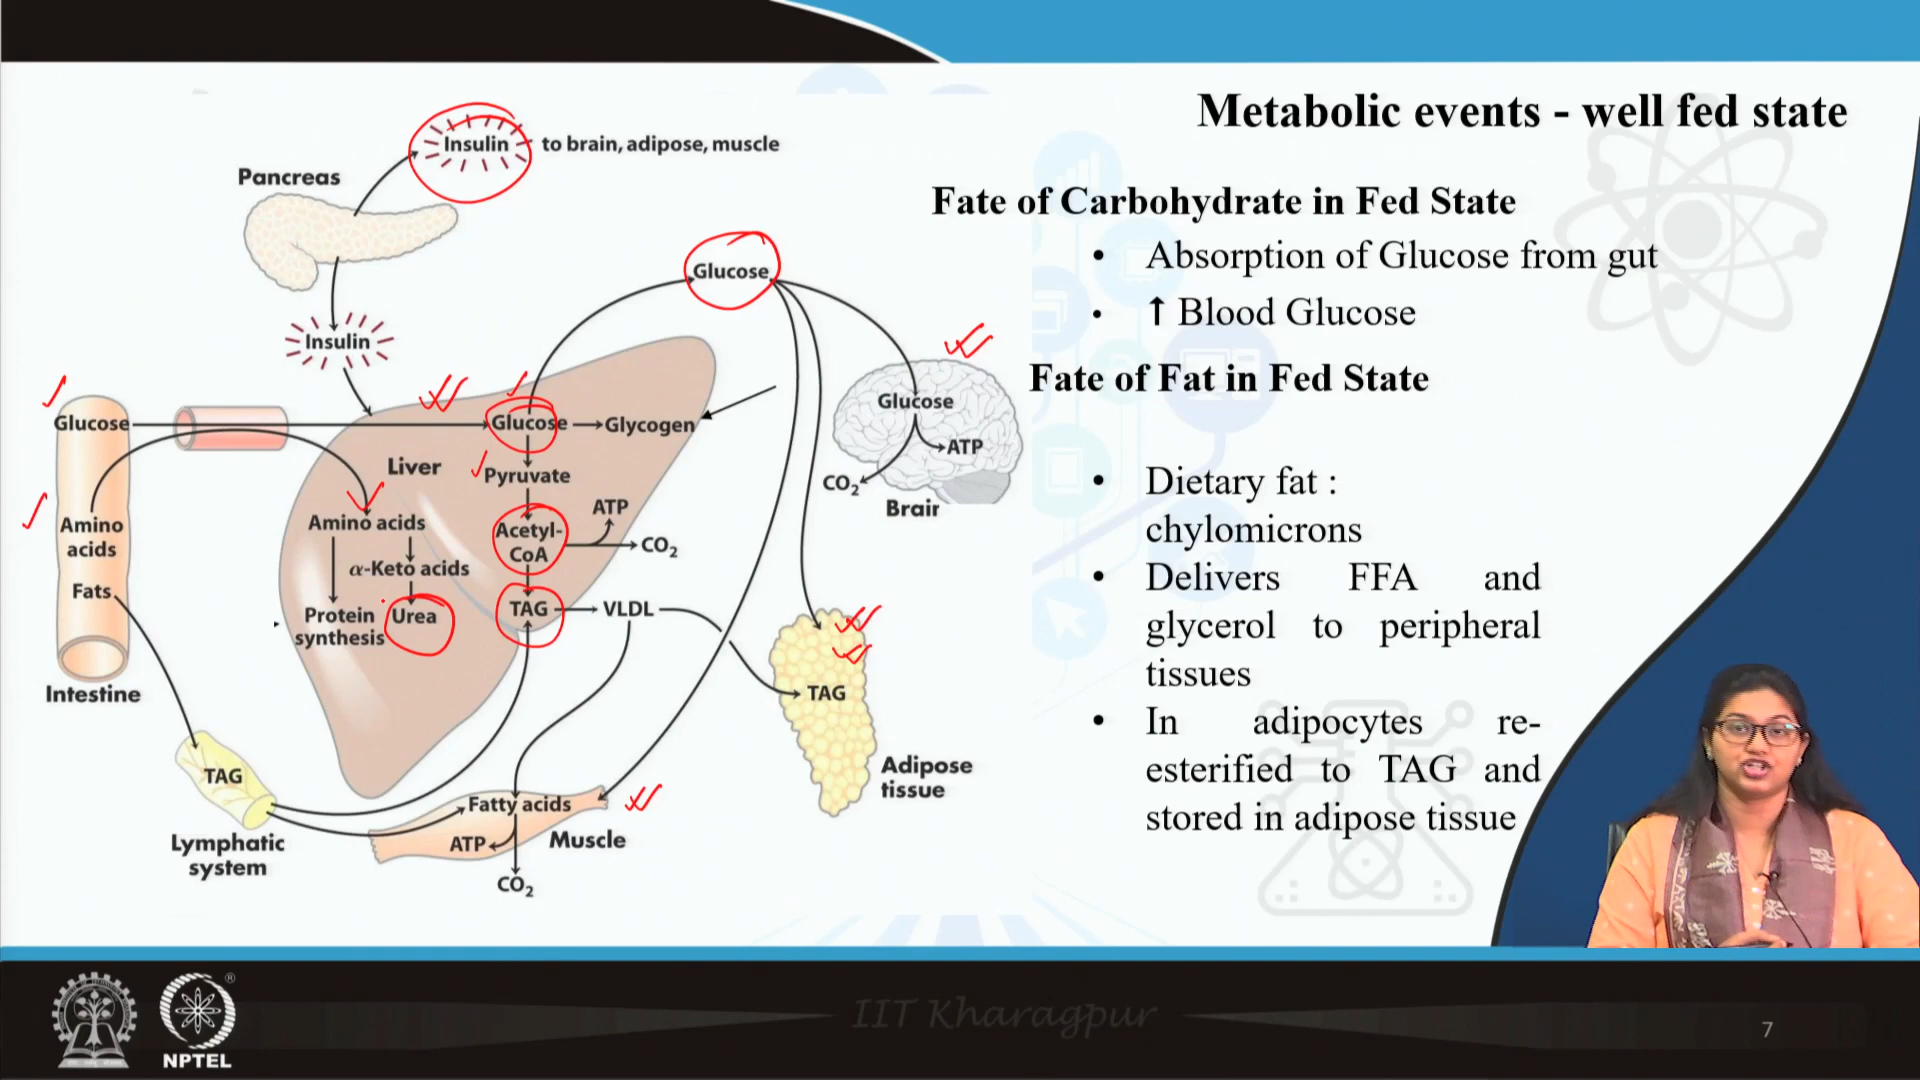 Metabolic events - well fed state
Insulin to brain, adipose, muscle
Pancreas
Fate of Carbohydrate in Fed State
• Absorption of Glucose from gut
• ↑ Blood Glucose
Glucose
Insulin
Fate of Fat in Fed State
Glucose
Glucose
Glycogen
Glucose
ATP
CO2
Brair
Liver
Pyruvate
Amino acids
Acetyl-
CoA
ATP
CO2
α-Keto acids
Amino
acids
Fats
Protein
synthesis
Urea
TAG
VLDL
Intestine
TAG
Adipose
tissue
TAG
Lymphatic
system
Fatty acids
ATP
Muscle
CO2
• Dietary fat :
chylomicrons
• Delivers FFA and
glycerol to peripheral
tissues
• In adipocytes re-
esterified to TAG and
stored in adipose tissue
NPTEL
®
IIT Kharagpur
7